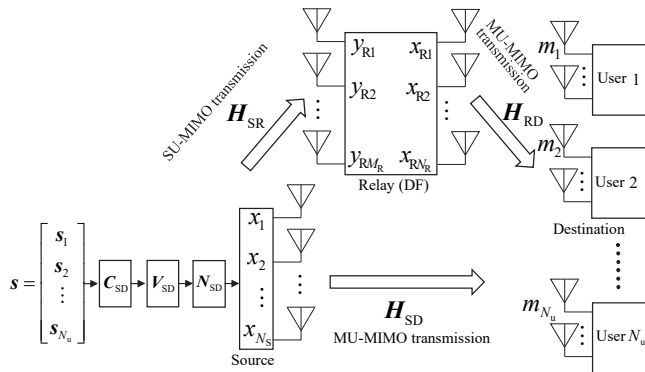 SU-MIMO transmission
H_SR
y_R1
y_R2
⋮
y_RM_R
x_R1
x_R2
⋮
x_RN_R
Relay (DF)
MU-MIMO
transmission
H_RD
m_1
User 1
m_2
User 2
Destination
m_N_u
User N_u
s =
s_1
s_2
⋮
s_N_u
C_SD
V_SD
N_SD
x_1
x_2
⋮
x_N_S
Source
H_SD
MU-MIMO transmission